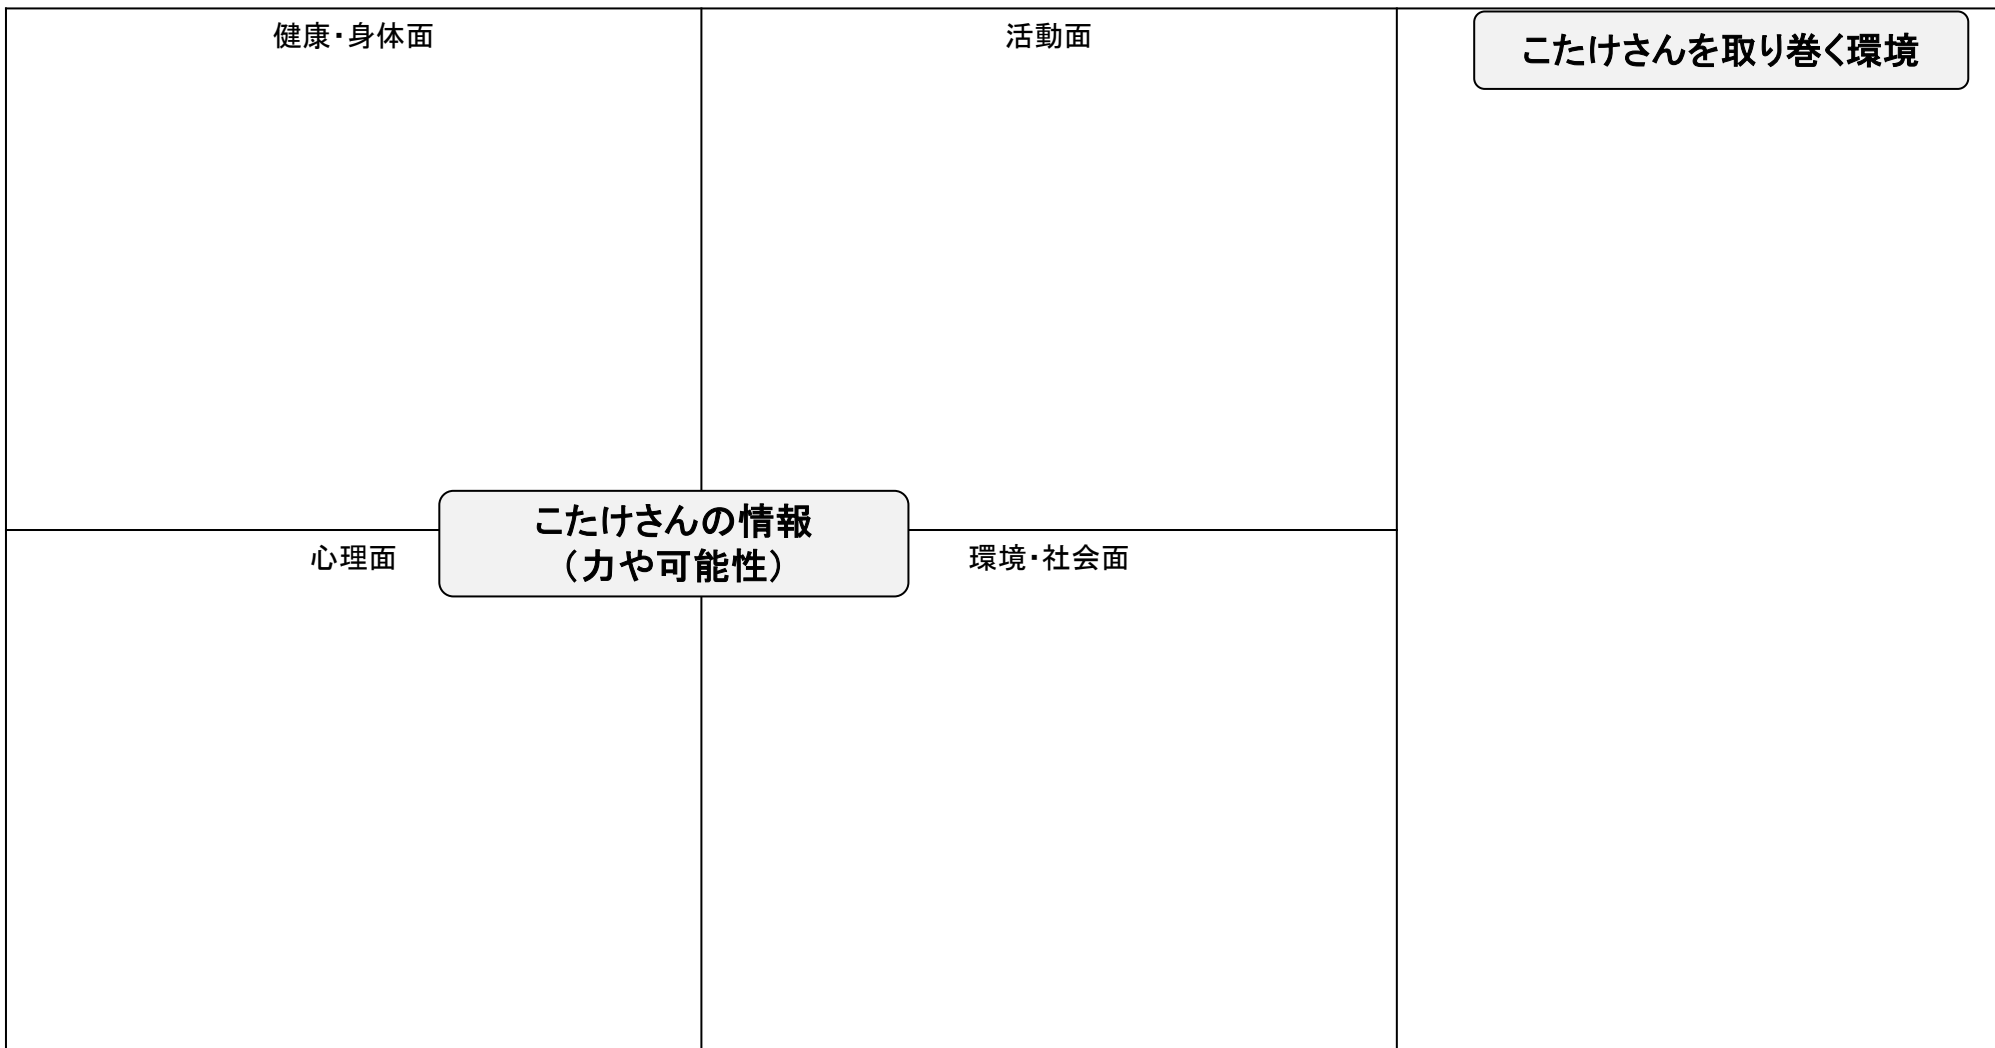 健康・身体面
活動面
こたけさんを取り巻く環境
こたけさんの情報
（力や可能性）
心理面
環境・社会面